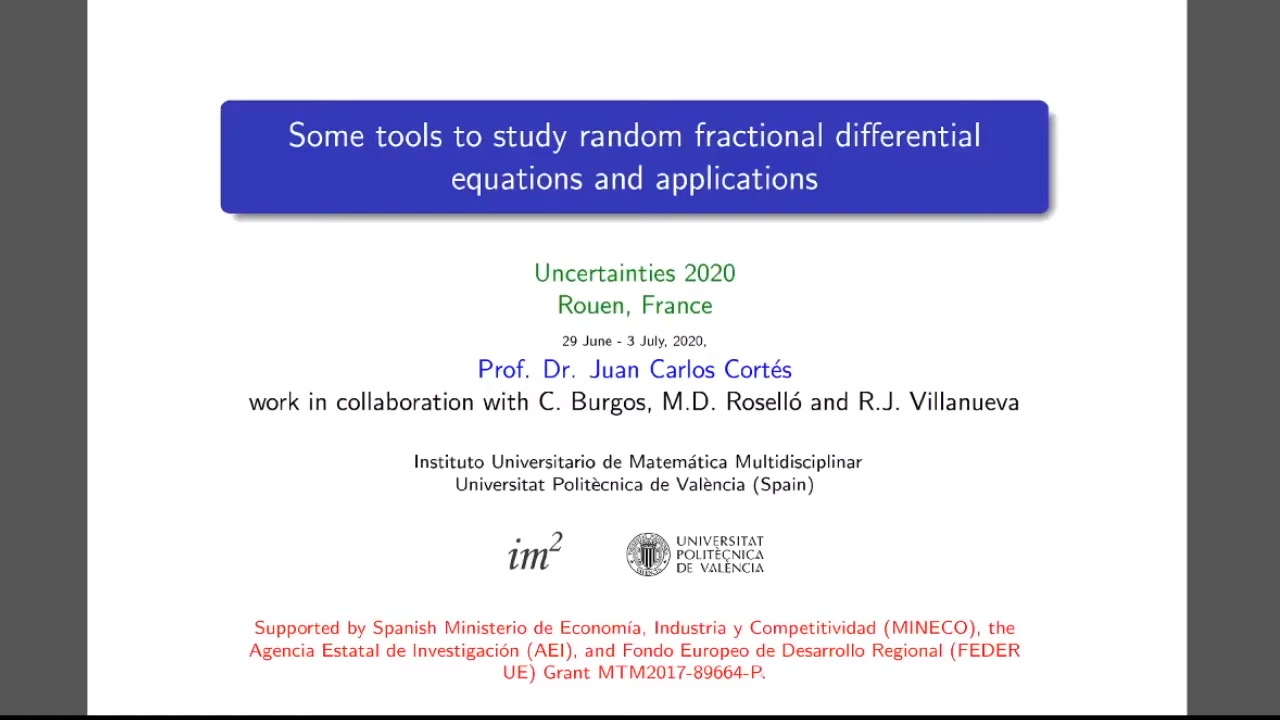 Some tools to study random fractional differential
equations and applications
Uncertainties 2020
Rouen, France
29 June - 3 July, 2020,
Prof. Dr. Juan Carlos Cortés
work in collaboration with C. Burgos, M.D. Roselló and R.J. Villanueva
Instituto Universitario de Matemática Multidisciplinar
Universitat Politècnica de València (Spain)
im²
UNIVERSITAT
POLITÈCNICA
DE VALÈNCIA
Supported by Spanish Ministerio de Economía, Industria y Competitividad (MINECO), the
Agencia Estatal de Investigación (AEI), and Fondo Europeo de Desarrollo Regional (FEDER
UE) Grant MTM2017-89664-P.